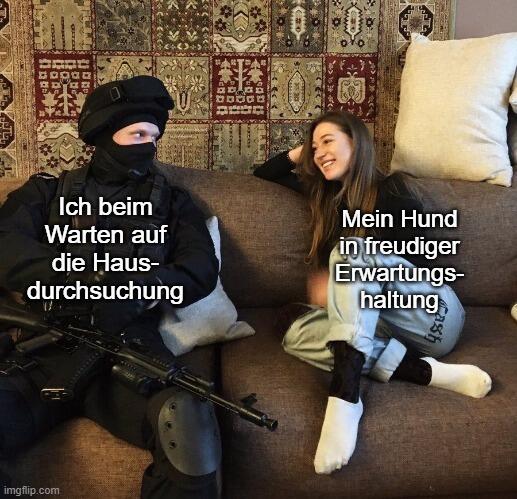 Ich beim
Warten auf
die Haus-
durchsuchung
Mein Hund
in freudiger
Erwartungs-
haltung
imgflip.com